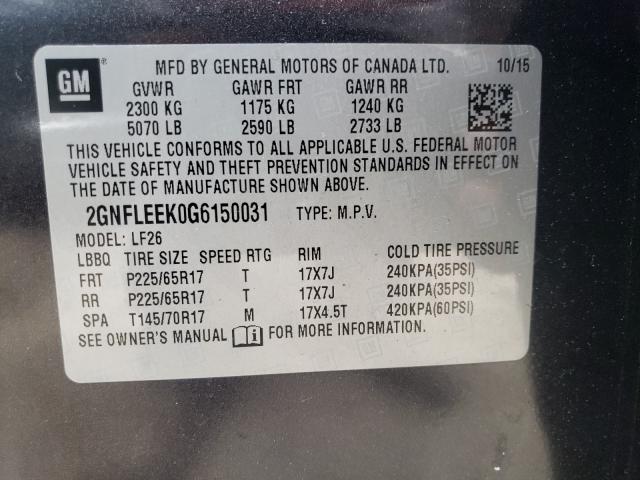 GM ® MFD BY GENERAL MOTORS OF CANADA LTD. 10/15
GVWR GAWR FRT GAWR RR
2300 KG 1175 KG 1240 KG
5070 LB 2590 LB 2733 LB
THIS VEHICLE CONFORMS TO ALL APPLICABLE U.S. FEDERAL MOTOR
VEHICLE SAFETY AND THEFT PREVENTION STANDARDS IN EFFECT ON
THE DATE OF MANUFACTURE SHOWN ABOVE.
2GNFLEEK0G6150031 TYPE: M.P.V.
MODEL: LF26
LBBQ TIRE SIZE SPEED RTG RIM COLD TIRE PRESSURE
FRT P225/65R17 T 17X7J 240KPA(35PSI)
RR P225/65R17 T 17X7J 240KPA(35PSI)
SPA T145/70R17 M 17X4.5T 420KPA(60PSI)
SEE OWNER'S MANUAL i FOR MORE INFORMATION.